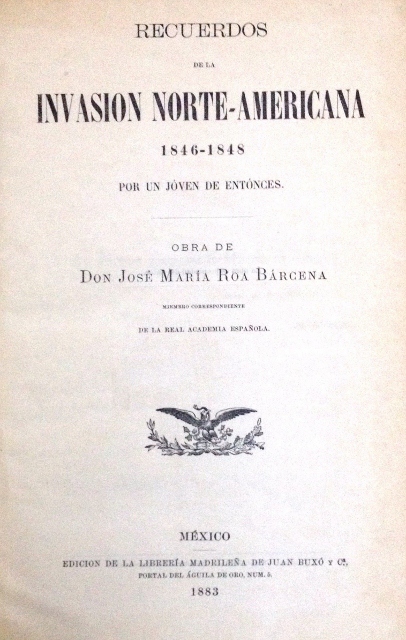 RECUERDOS
DE LA
INVASION NORTE-AMERICANA
1846-1848
POR UN JÓVEN DE ENTÓNCES.
OBRA DE
DON JOSÉ MARÍA ROA BÁRCENA
MIEMBRO CORRESPONDIENTE
DE LA REAL ACADEMIA ESPAÑOLA.
MÉXICO
EDICION DE LA LIBRERÍA MADRILEÑA DE JUAN BUXÓ Y Cª,
PORTAL DEL ÁGUILA DE ORO, NUM. 5.
1883